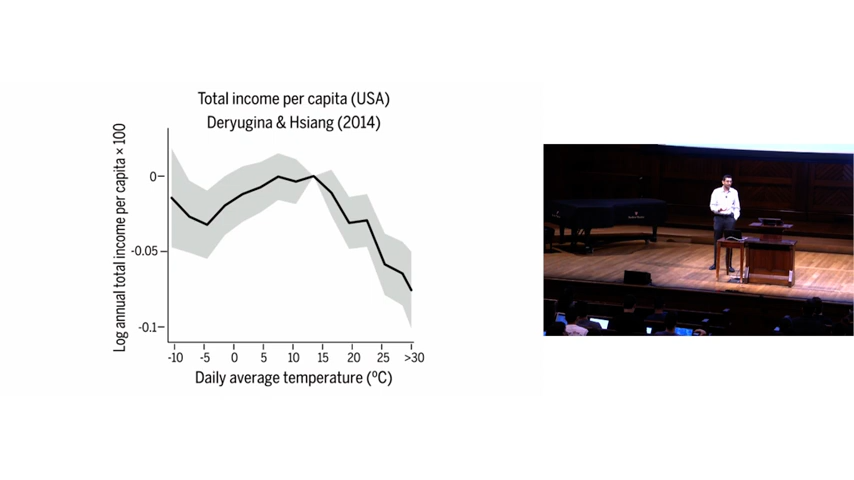 Total income per capita (USA)
Deryugina & Hsiang (2014)
Log annual total income per capita × 100
0
-0.05
-0.1
-10 -5 0 5 10 15 20 25 >30
Daily average temperature (ºC)